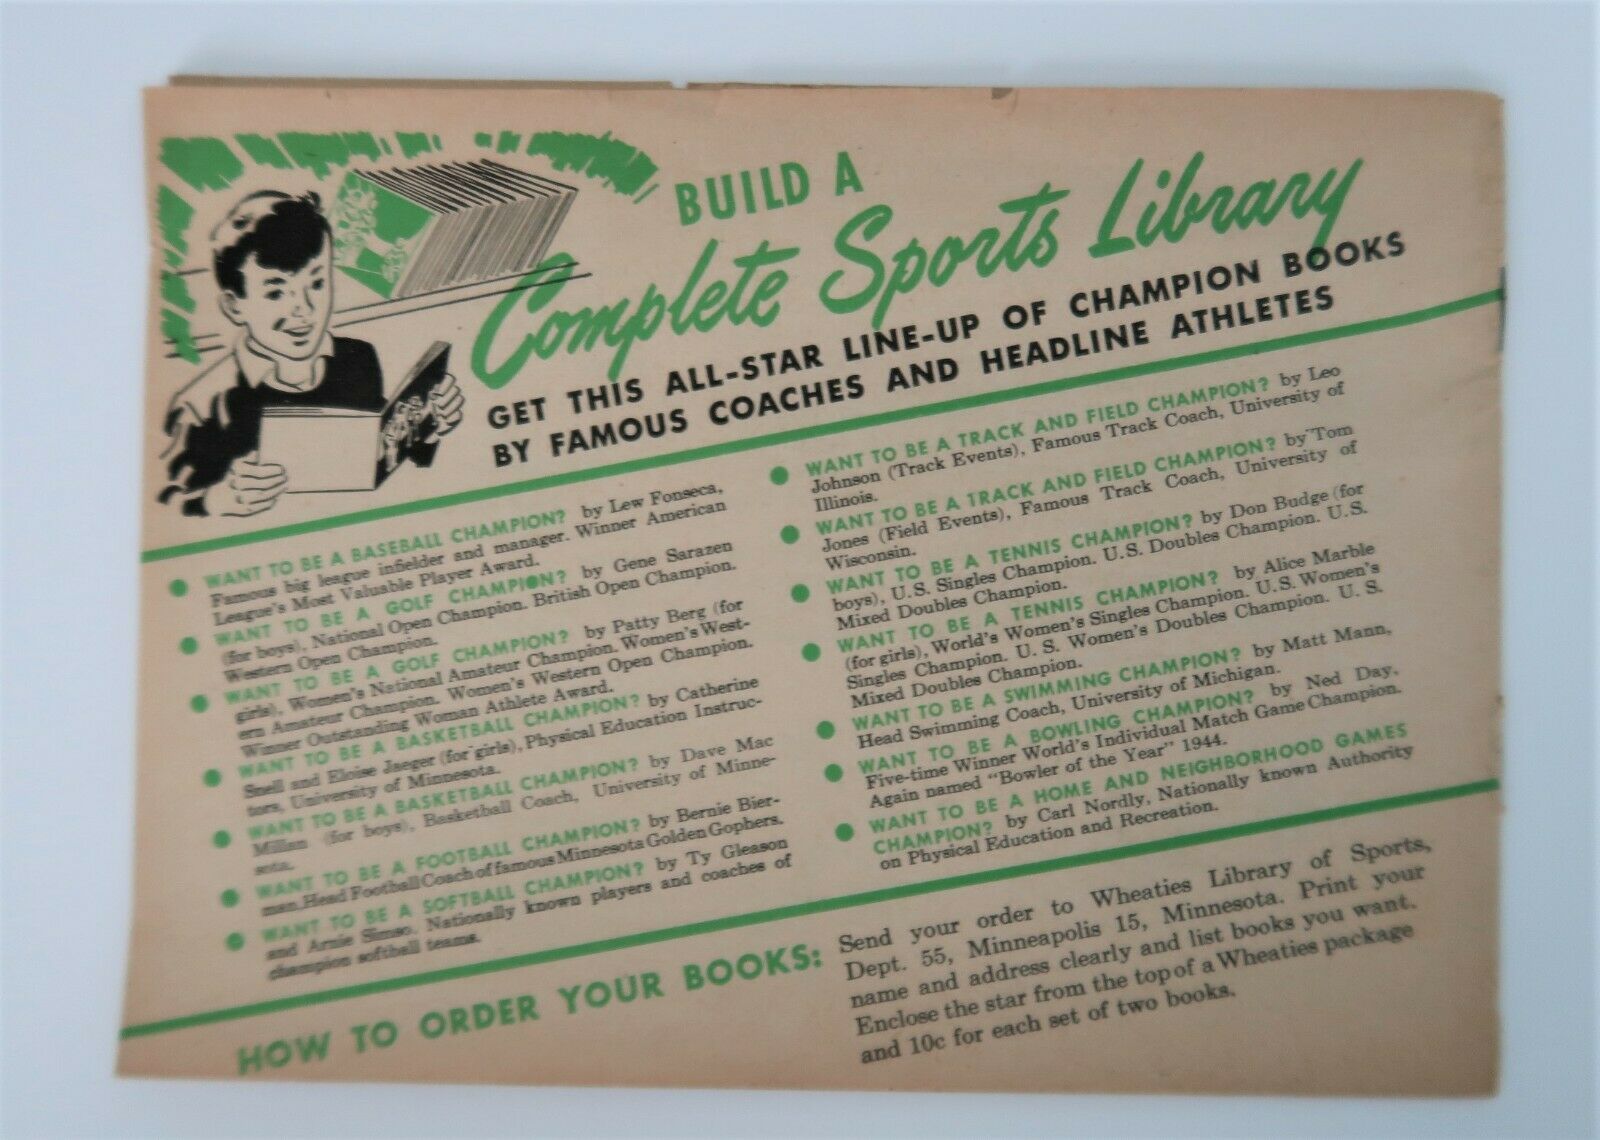 BUILD A
Complete Sports Library
GET THIS ALL-STAR LINE-UP OF CHAMPION BOOKS
BY FAMOUS COACHES AND HEADLINE ATHLETES
WANT TO BE A BASEBALL CHAMPION? by Lew Fonseca,
Famous big league infielder and manager. Winner American
League's Most Valuable Player Award.
WANT TO BE A GOLF CHAMPION? by Gene Sarazen
(for boys), National Open Champion. British Open Champion.
Western Open Champion.
WANT TO BE A GOLF CHAMPION? by Patty Berg (for
girls), Women's National Amateur Champion. Women's West-
ern Amateur Champion. Women's Western Open Champion.
Winner Outstanding Woman Athlete Award.
WANT TO BE A BASKETBALL CHAMPION? by Catherine
Snell and Eloise Jaeger (for girls), Physical Education Instruc-
tors, University of Minnesota.
WANT TO BE A BASKETBALL CHAMPION? by Dave Mac
Millan (for boys), Basketball Coach, University of Minne-
sota.
WANT TO BE A FOOTBALL CHAMPION? by Bernie Bier-
man, Head Football Coach of famous Minnesota Golden Gophers.
WANT TO BE A SOFTBALL CHAMPION? by Ty Gleason
and Arnie Simso. Nationally known players and coaches of
champion softball teams.
WANT TO BE A TRACK AND FIELD CHAMPION? by Leo
Johnson (Track Events), Famous Track Coach, University of
Illinois.
WANT TO BE A TRACK AND FIELD CHAMPION? by Tom
Jones (Field Events), Famous Track Coach, University of
Wisconsin.
WANT TO BE A TENNIS CHAMPION? by Don Budge (for
boys), U.S. Singles Champion. U.S. Doubles Champion. U.S.
Mixed Doubles Champion.
WANT TO BE A TENNIS CHAMPION? by Alice Marble
(for girls), World's Women's Singles Champion. U.S. Women's
Singles Champion. U. S. Women's Doubles Champion. U. S.
Mixed Doubles Champion.
WANT TO BE A SWIMMING CHAMPION? by Matt Mann,
Head Swimming Coach, University of Michigan.
WANT TO BE A BOWLING CHAMPION? by Ned Day,
Five-time Winner World's Individual Match Game Champion.
Again named "Bowler of the Year" 1944.
WANT TO BE A HOME AND NEIGHBORHOOD GAMES
CHAMPION? by Carl Nordly, Nationally known Authority
on Physical Education and Recreation.
HOW TO ORDER YOUR BOOKS:
Send your order to Wheaties Library of Sports,
Dept. 55, Minneapolis 15, Minnesota. Print your
name and address clearly and list books you want.
Enclose the star from the top of a Wheaties package
and 10c for each set of two books.